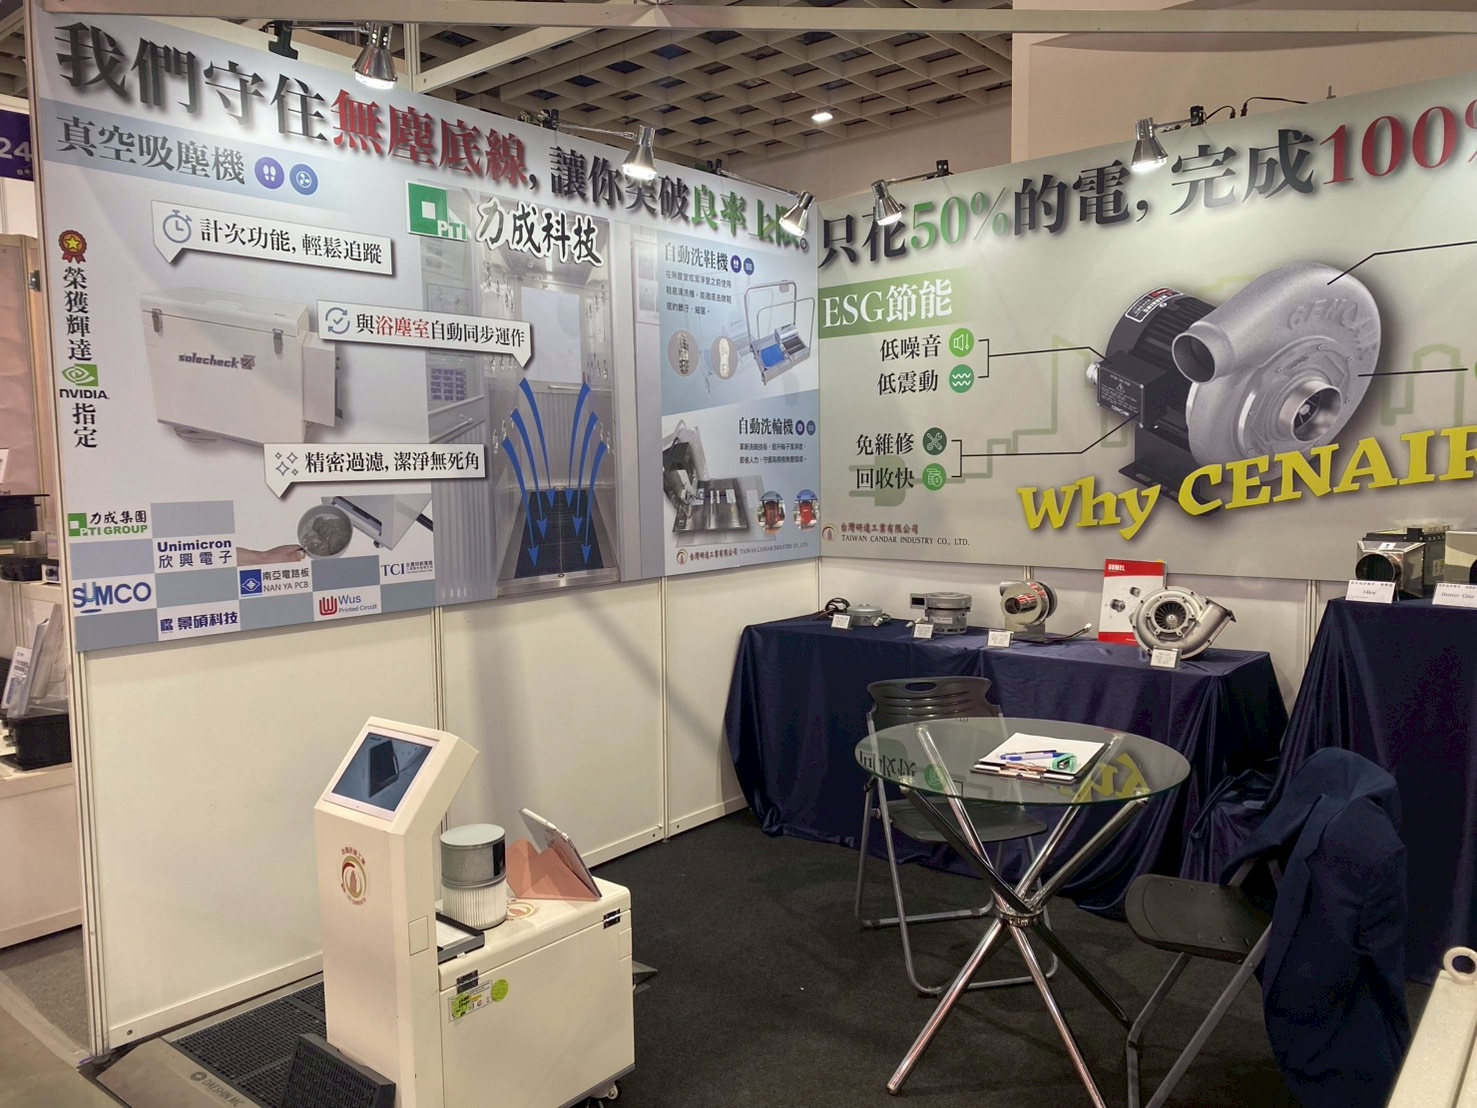 我們守住無塵底線，讓你突破良率上限。
真空吸塵機
計次功能，輕鬆追蹤
榮獲輝達
NVIDIA
指定
與浴塵室自動同步運作
solecheck
精密過濾，潔淨無死角
PTI
力成科技
自動洗鞋機
自動洗輪機
台灣研達工業有限公司
TAIWAN CANDAR INDUSTRY CO., LTD.
力成集團
PTI GROUP
Unimicron
欣興電子
SUMCO
南亞電路板
NAN YA PCB
TCI
景碩科技
Wus
Printed Circuit
只花50%的電，完成100%
ESG節能
低噪音
低震動
免維修
回收快
Why CENAIR
台灣研達工業有限公司
TAIWAN CANDAR INDUSTRY CO., LTD.
DOMEL
24